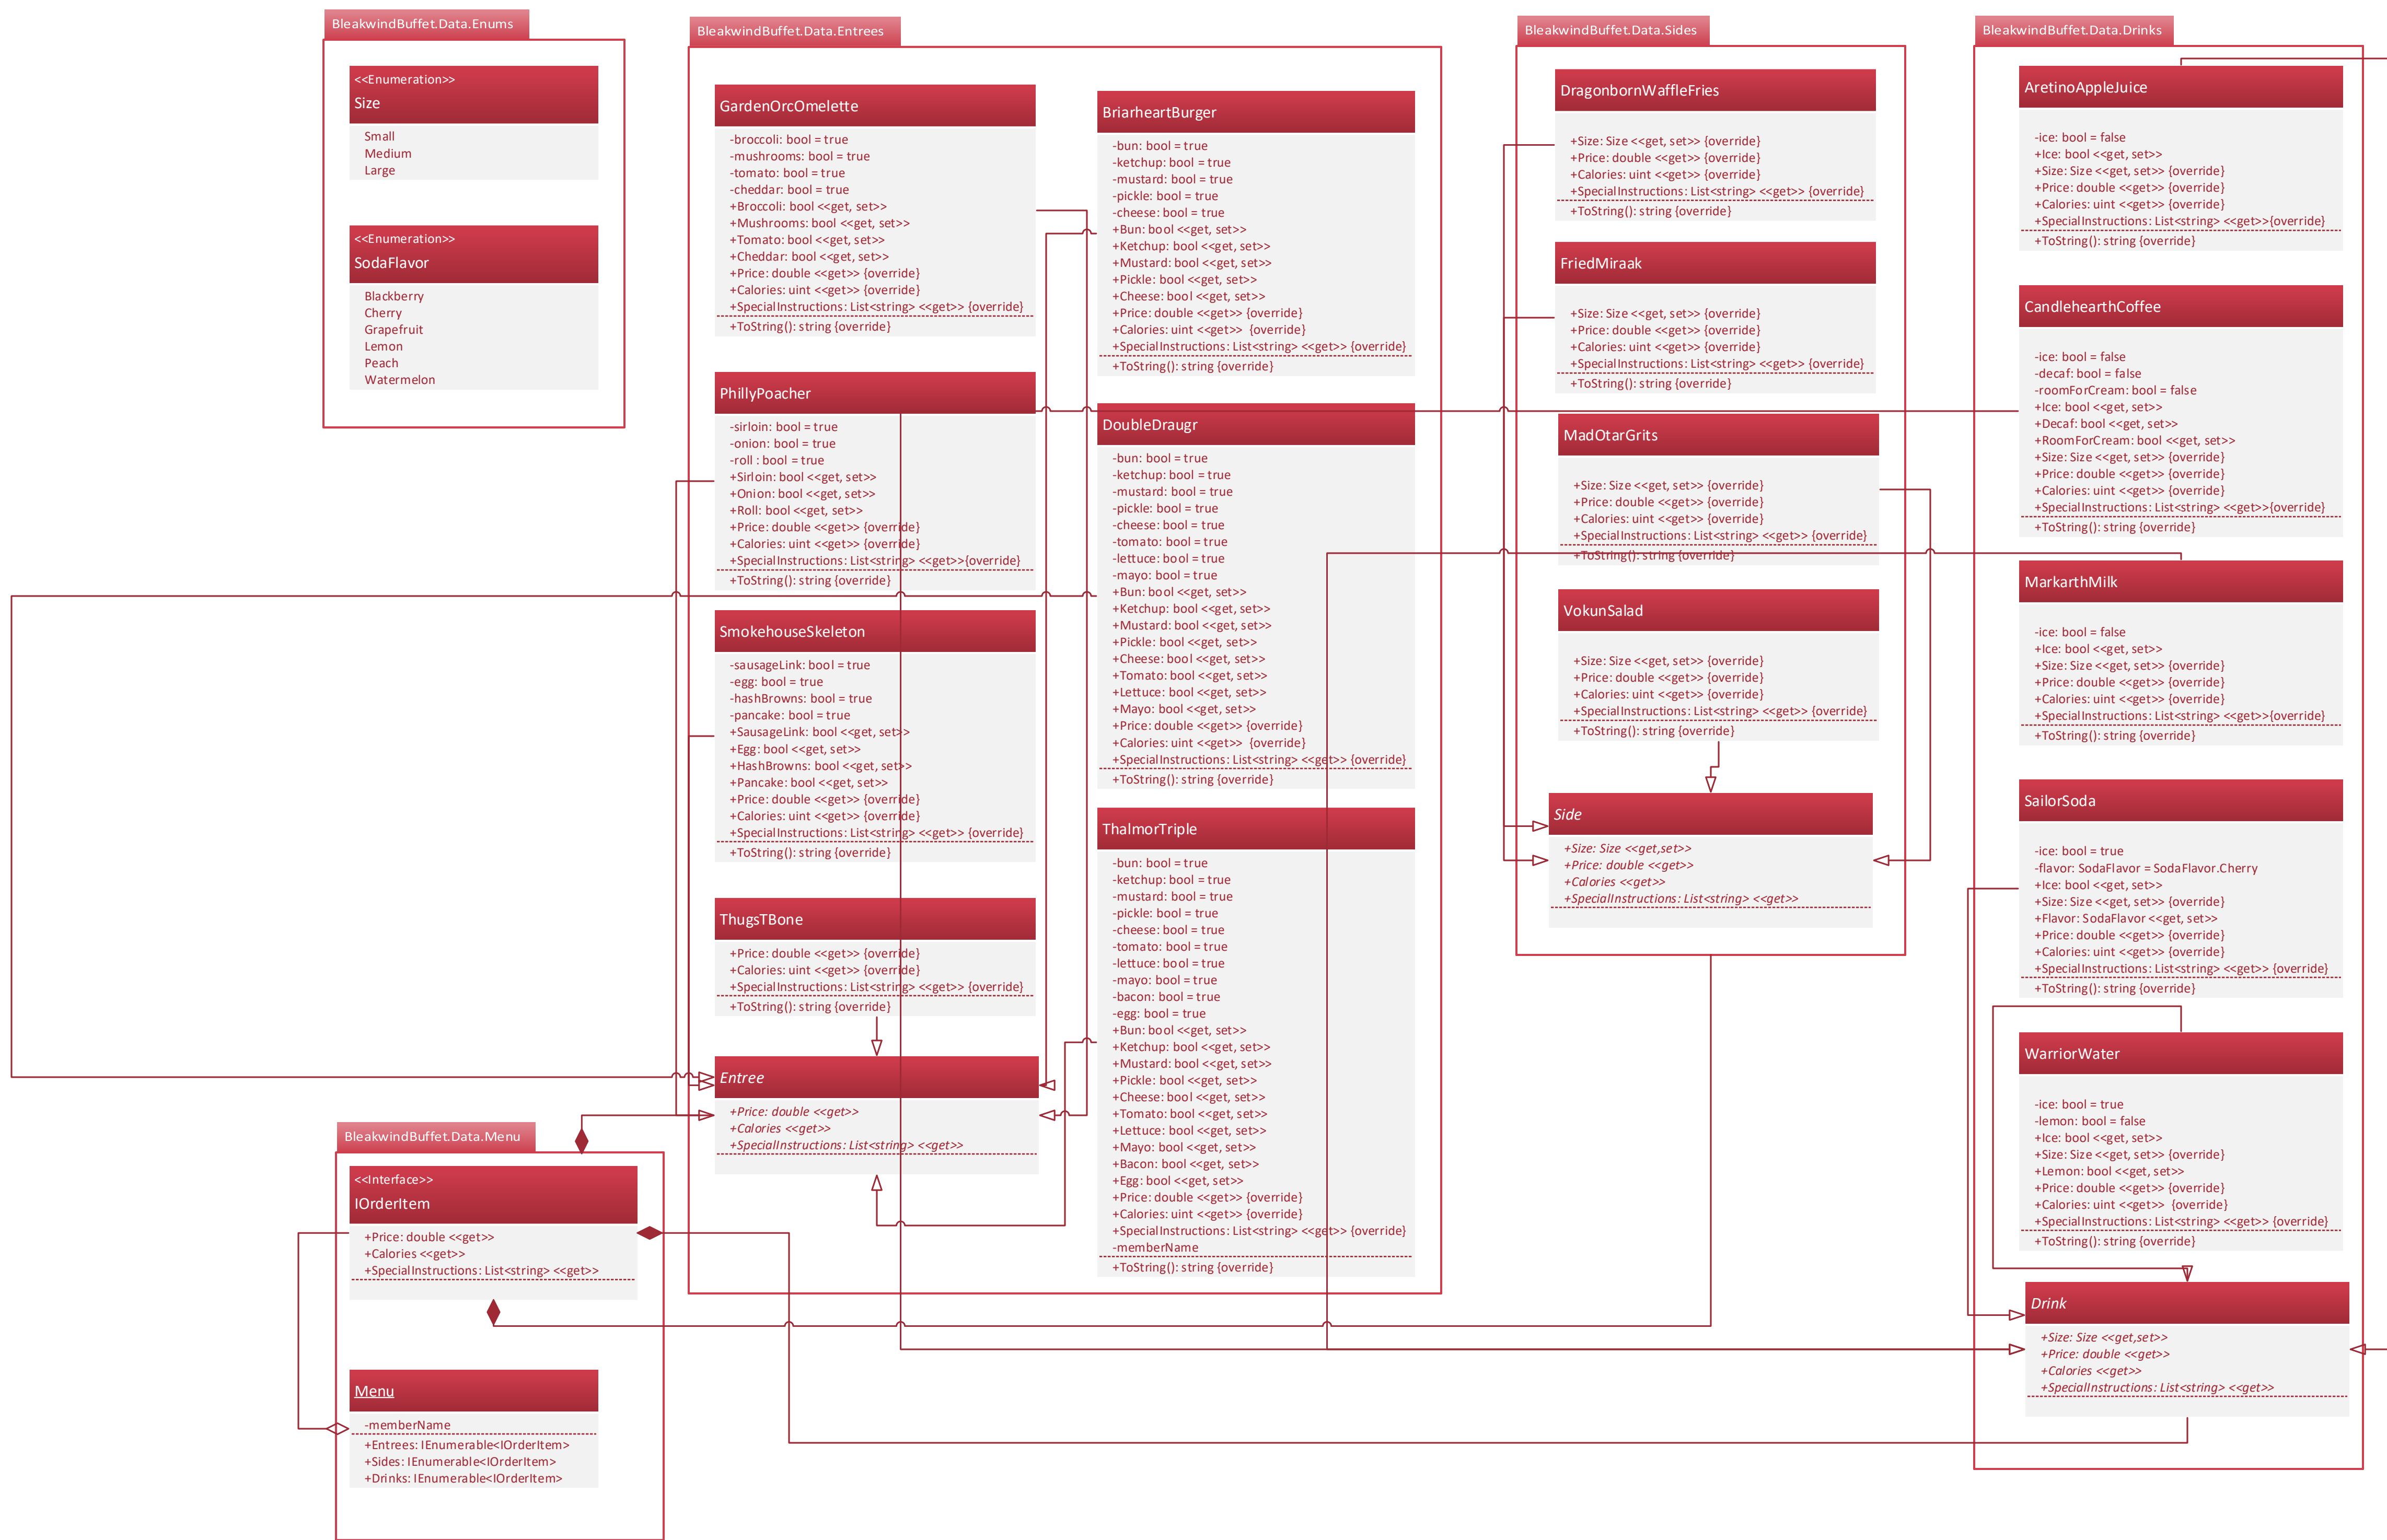 BleakwindBuffet.Data.Enums
<<Enumeration>>
Size
Small
Medium
Large
<<Enumeration>>
SodaFlavor
Blackberry
Cherry
Grapefruit
Lemon
Peach
Watermelon
BleakwindBuffet.Data.Entrees
GardenOrcOmelette
-broccoli: bool = true
-mushrooms: bool = true
-tomato: bool = true
-cheddar: bool = true
+Broccoli: bool <<get, set>>
+Mushrooms: bool <<get, set>>
+Tomato: bool <<get, set>>
+Cheddar: bool <<get, set>>
+Price: double <<get>> {override}
+Calories: uint <<get>> {override}
+SpecialInstructions: List<string> <<get>> {override}
+ToString(): string {override}
PhillyPoacher
-sirloin: bool = true
-onion: bool = true
-roll : bool = true
+Sirloin: bool <<get, set>>
+Onion: bool <<get, set>>
+Roll: bool <<get, set>>
+Price: double <<get>> {override}
+Calories: uint <<get>> {override}
+SpecialInstructions: List<string> <<get>>{override}
+ToString(): string {override}
SmokehouseSkeleton
-sausageLink: bool = true
-egg: bool = true
-hashBrowns: bool = true
-pancake: bool = true
+SausageLink: bool <<get, set>>
+Egg: bool <<get, set>>
+HashBrowns: bool <<get, set>>
+Pancake: bool <<get, set>>
+Price: double <<get>> {override}
+Calories: uint <<get>> {override}
+SpecialInstructions: List<string> <<get>> {override}
+ToString(): string {override}
ThugsTBone
+Price: double <<get>> {override}
+Calories: uint <<get>> {override}
+SpecialInstructions: List<string> <<get>> {override}
+ToString(): string {override}
Entree
+Price: double <<get>>
+Calories <<get>>
+SpecialInstructions: List<string> <<get>>
BriarheartBurger
-bun: bool = true
-ketchup: bool = true
-mustard: bool = true
-pickle: bool = true
-cheese: bool = true
+Bun: bool <<get, set>>
+Ketchup: bool <<get, set>>
+Mustard: bool <<get, set>>
+Pickle: bool <<get, set>>
+Cheese: bool <<get, set>>
+Price: double <<get>> {override}
+Calories: uint <<get>>  {override}
+SpecialInstructions: List<string> <<get>> {override}
+ToString(): string {override}
DoubleDraugr
-bun: bool = true
-ketchup: bool = true
-mustard: bool = true
-pickle: bool = true
-cheese: bool = true
-tomato: bool = true
-lettuce: bool = true
-mayo: bool = true
+Bun: bool <<get, set>>
+Ketchup: bool <<get, set>>
+Mustard: bool <<get, set>>
+Pickle: bool <<get, set>>
+Cheese: bool <<get, set>>
+Tomato: bool <<get, set>>
+Lettuce: bool <<get, set>>
+Mayo: bool <<get, set>>
+Price: double <<get>> {override}
+Calories: uint <<get>>  {override}
+SpecialInstructions: List<string> <<get>> {override}
+ToString(): string {override}
ThalmorTriple
-bun: bool = true
-ketchup: bool = true
-mustard: bool = true
-pickle: bool = true
-cheese: bool = true
-tomato: bool = true
-lettuce: bool = true
-mayo: bool = true
-bacon: bool = true
-egg: bool = true
+Bun: bool <<get, set>>
+Ketchup: bool <<get, set>>
+Mustard: bool <<get, set>>
+Pickle: bool <<get, set>>
+Cheese: bool <<get, set>>
+Tomato: bool <<get, set>>
+Lettuce: bool <<get, set>>
+Mayo: bool <<get, set>>
+Bacon: bool <<get, set>>
+Egg: bool <<get, set>>
+Price: double <<get>> {override}
+Calories: uint <<get>> {override}
+SpecialInstructions: List<string> <<get>> {override}
-memberName
+ToString(): string {override}
BleakwindBuffet.Data.Sides
DragonbornWaffleFries
+Size: Size <<get, set>> {override}
+Price: double <<get>> {override}
+Calories: uint <<get>> {override}
+SpecialInstructions: List<string> <<get>> {override}
+ToString(): string {override}
FriedMiraak
+Size: Size <<get, set>> {override}
+Price: double <<get>> {override}
+Calories: uint <<get>> {override}
+SpecialInstructions: List<string> <<get>> {override}
+ToString(): string {override}
MadOtarGrits
+Size: Size <<get, set>> {override}
+Price: double <<get>> {override}
+Calories: uint <<get>> {override}
+SpecialInstructions: List<string> <<get>> {override}
+ToString(): string {override}
VokunSalad
+Size: Size <<get, set>> {override}
+Price: double <<get>> {override}
+Calories: uint <<get>> {override}
+SpecialInstructions: List<string> <<get>> {override}
+ToString(): string {override}
Side
+Size: Size <<get,set>>
+Price: double <<get>>
+Calories <<get>>
+SpecialInstructions: List<string> <<get>>
BleakwindBuffet.Data.Drinks
AretinoAppleJuice
-ice: bool = false
+Ice: bool <<get, set>>
+Size: Size <<get, set>> {override}
+Price: double <<get>> {override}
+Calories: uint <<get>> {override}
+SpecialInstructions: List<string> <<get>>{override}
+ToString(): string {override}
CandlehearthCoffee
-ice: bool = false
-decaf: bool = false
-roomForCream: bool = false
+Ice: bool <<get, set>>
+Decaf: bool <<get, set>>
+RoomForCream: bool <<get, set>>
+Size: Size <<get, set>> {override}
+Price: double <<get>> {override}
+Calories: uint <<get>> {override}
+SpecialInstructions: List<string> <<get>>{override}
+ToString(): string {override}
MarkarthMilk
-ice: bool = false
+Ice: bool <<get, set>>
+Size: Size <<get, set>> {override}
+Price: double <<get>> {override}
+Calories: uint <<get>> {override}
+SpecialInstructions: List<string> <<get>>{override}
+ToString(): string {override}
SailorSoda
-ice: bool = true
-flavor: SodaFlavor = SodaFlavor.Cherry
+Ice: bool <<get, set>>
+Size: Size <<get, set>> {override}
+Flavor: SodaFlavor <<get, set>>
+Price: double <<get>> {override}
+Calories: uint <<get>> {override}
+SpecialInstructions: List<string> <<get>> {override}
+ToString(): string {override}
WarriorWater
-ice: bool = true
-lemon: bool = false
+Ice: bool <<get, set>>
+Size: Size <<get, set>> {override}
+Lemon: bool <<get, set>>
+Price: double <<get>> {override}
+Calories: uint <<get>>  {override}
+SpecialInstructions: List<string> <<get>> {override}
+ToString(): string {override}
Drink
+Size: Size <<get,set>>
+Price: double <<get>>
+Calories <<get>>
+SpecialInstructions: List<string> <<get>>
BleakwindBuffet.Data.Menu
<<Interface>>
IOrderItem
+Price: double <<get>>
+Calories <<get>>
+SpecialInstructions: List<string> <<get>>
Menu
-memberName
+Entrees: IEnumerable<IOrderItem>
+Sides: IEnumerable<IOrderItem>
+Drinks: IEnumerable<IOrderItem>